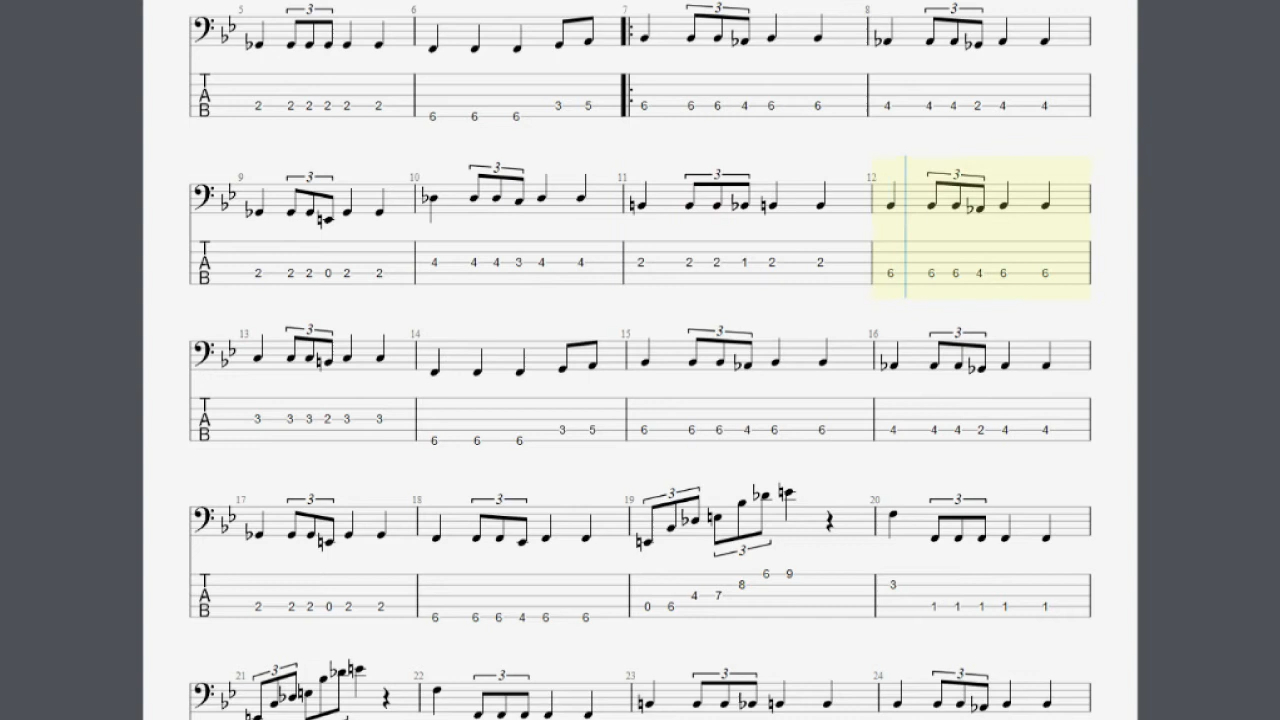 5 3 6 7 3 8 3
T
A 2 2 2 2 2 2 3 5 6 6 6 4 6 6 4 4 4 2 4 4
B 6 6 6
9 3 10 3 11 3 12 3
T
A 4 4 4 3 4 4 2 2 2 1 2 2
B 2 2 2 0 2 2 6 6 6 4 6 6
13 3 14 15 3 16 3
T
A 3 3 3 2 3 3
B 3 5 6 6 6 4 6 6 4 4 4 2 4 4
6 6 6
17 3 18 3 19 3 3 20 3
T 6 9
8 3
A 4 7
B 2 2 2 0 2 2 0 6 1 1 1 1 1
6 6 6 4 6 6
21 3 22 3 23 3 24 3